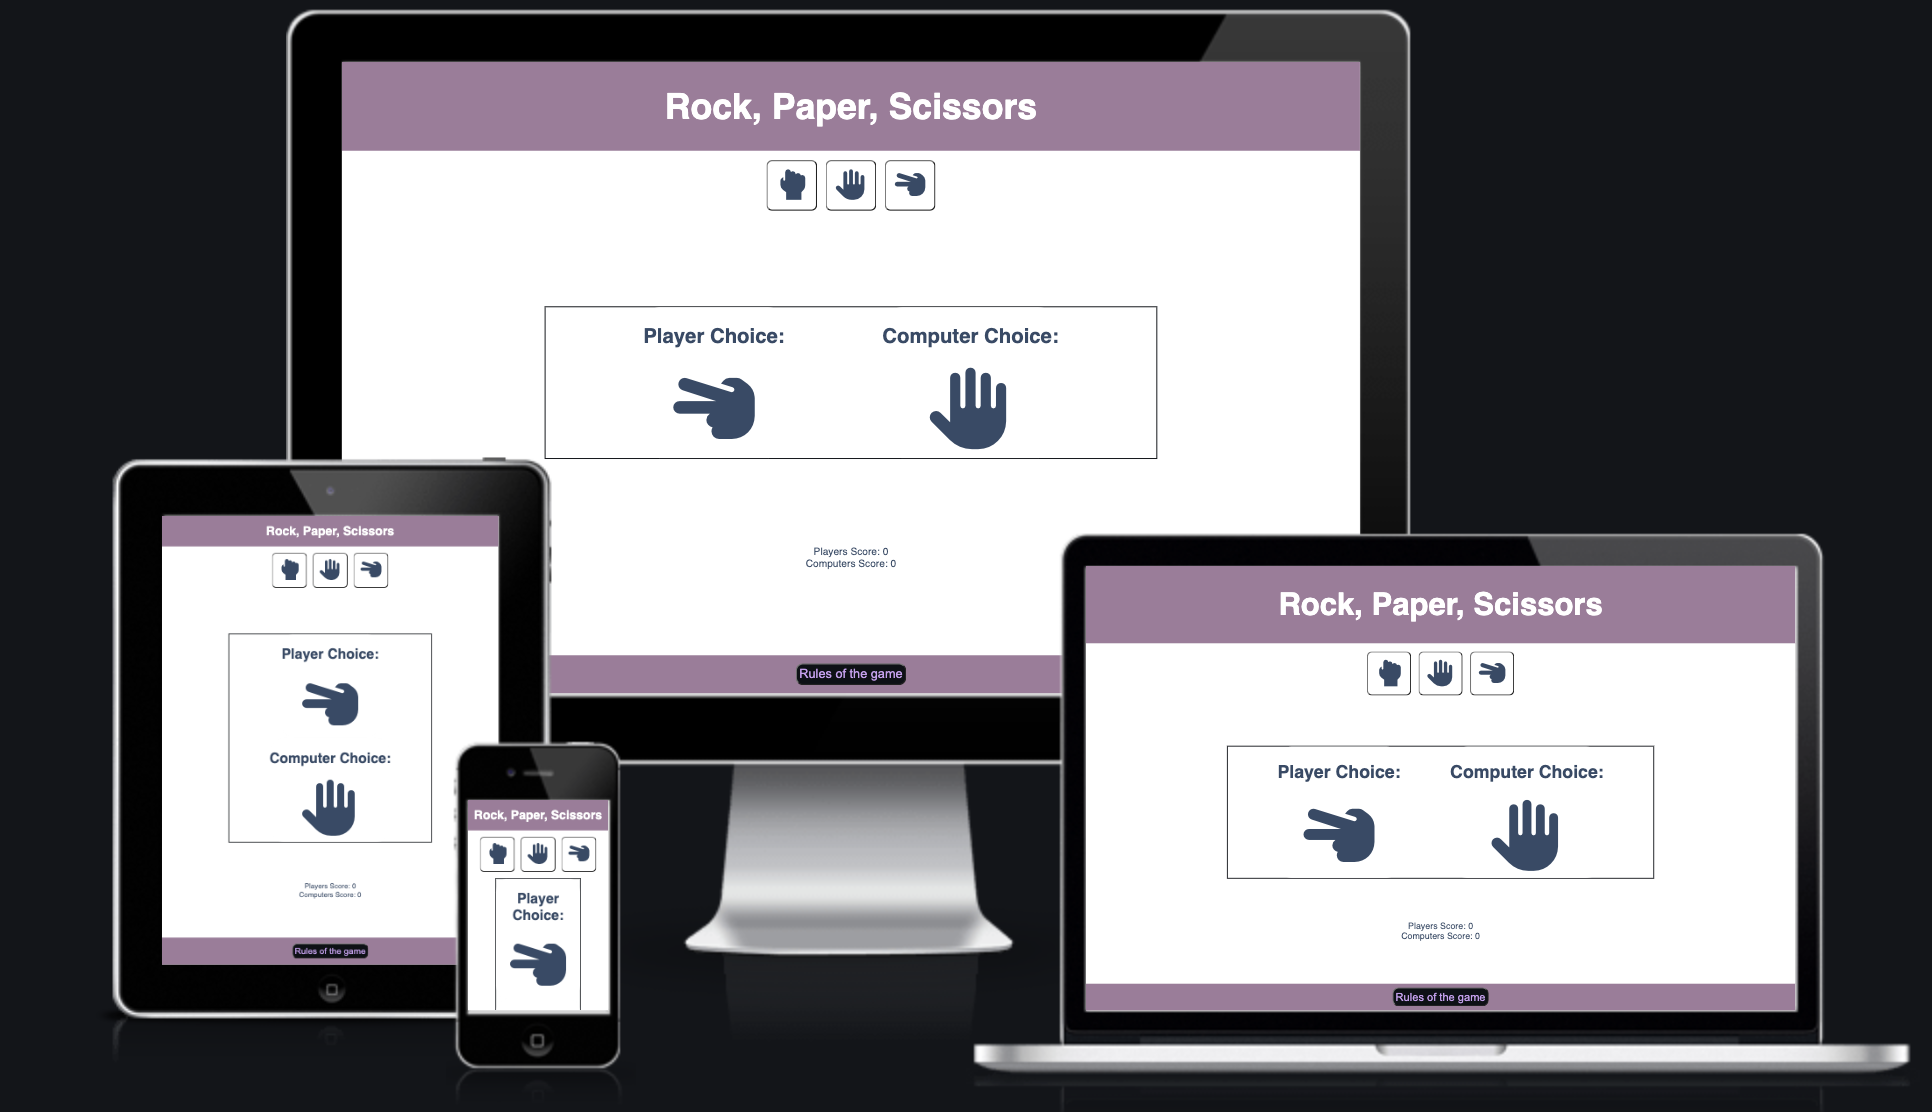 Rock, Paper, Scissors
Player Choice:
Computer Choice:
Players Score: 0
Computers Score: 0
Rules of the game
Rock, Paper, Scissors
Player Choice:
Computer Choice:
Players Score: 0
Computers Score: 0
Rules of the game
Rock, Paper, Scissors
Player
Choice:
Rock, Paper, Scissors
Player Choice:
Computer Choice:
Players Score: 0
Computers Score: 0
Rules of the game